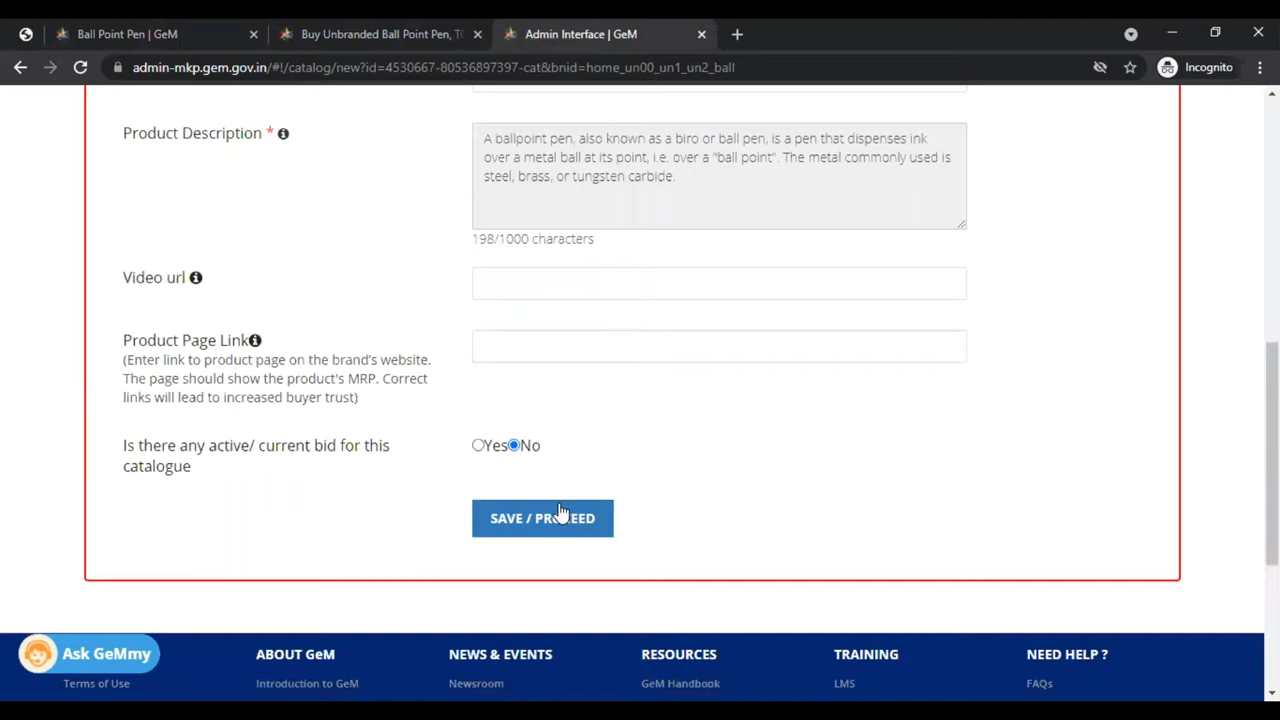 Ball Point Pen | GeM
Buy Unbranded Ball Point Pen, T
Admin Interface | GeM
admin-mkp.gem.gov.in/#!/catalog/new?id=4530667-80536897397-cat&bnid=home_un00_un1_un2_ball
Incognito
Product Description *
A ballpoint pen, also known as a biro or ball pen, is a pen that dispenses ink
over a metal ball at its point, i.e. over a "ball point". The metal commonly used is
steel, brass, or tungsten carbide.
198/1000 characters
Video url
Product Page Link
(Enter link to product page on the brand's website.
The page should show the product's MRP. Correct
links will lead to increased buyer trust)
Is there any active/ current bid for this
catalogue
Yes No
SAVE / PROCEED
Ask GeMmy
ABOUT GeM
NEWS & EVENTS
RESOURCES
TRAINING
NEED HELP ?
Terms of Use
Introduction to GeM
Newsroom
GeM Handbook
LMS
FAQs